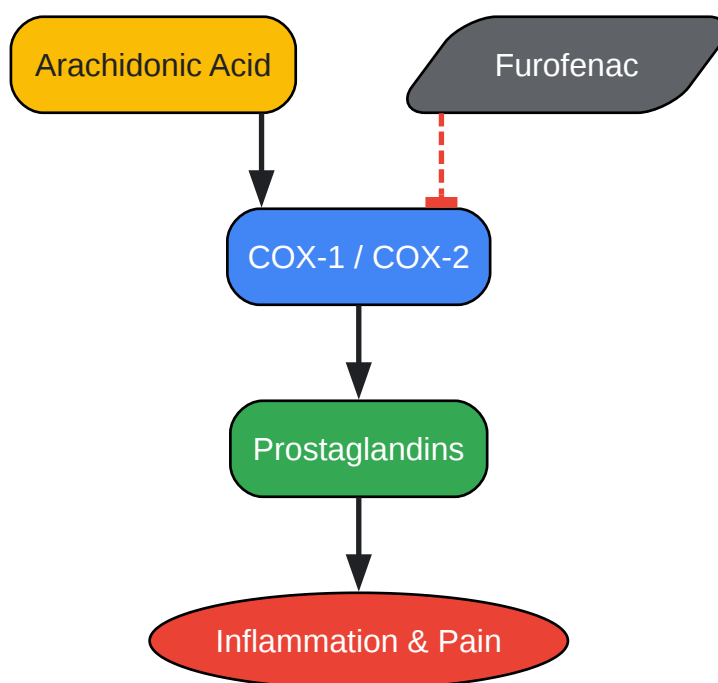 Arachidonic Acid
Furofenac
COX-1 / COX-2
Prostaglandins
Inflammation & Pain